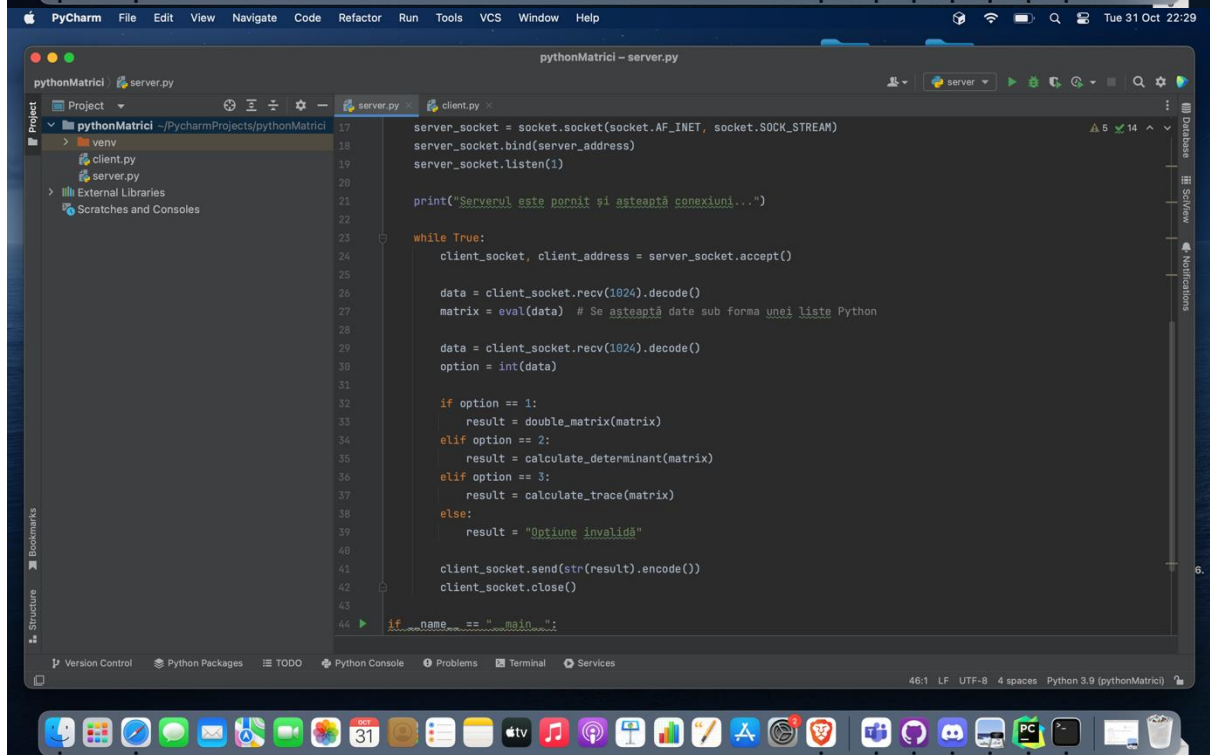 PyCharm File Edit View Navigate Code Refactor Run Tools VCS Window Help Tue 31 Oct 22:29
pythonMatrici – server.py
pythonMatrici server.py server
Project server.py client.py
pythonMatrici ~/PycharmProjects/pythonMatrici
venv
client.py
server.py
External Libraries
Scratches and Consoles
17 server_socket = socket.socket(socket.AF_INET, socket.SOCK_STREAM)
18 server_socket.bind(server_address)
19 server_socket.listen(1)
20
21 print("Serverul este pornit și așteaptă conexiuni...")
22
23 while True:
24 client_socket, client_address = server_socket.accept()
25
26 data = client_socket.recv(1024).decode()
27 matrix = eval(data) # Se așteaptă date sub forma unei liste Python
28
29 data = client_socket.recv(1024).decode()
30 option = int(data)
31
32 if option == 1:
33 result = double_matrix(matrix)
34 elif option == 2:
35 result = calculate_determinant(matrix)
36 elif option == 3:
37 result = calculate_trace(matrix)
38 else:
39 result = "Opțiune invalidă"
40
41 client_socket.send(str(result).encode())
42 client_socket.close()
43
44 if __name__ == "__main__":
5 14
Project
Bookmarks
Structure
Database
SciView
Notifications
6.
Version Control Python Packages TODO Python Console Problems Terminal Services
46:1 LF UTF-8 4 spaces Python 3.9 (pythonMatrici)
OCT
31
tv
2
PC